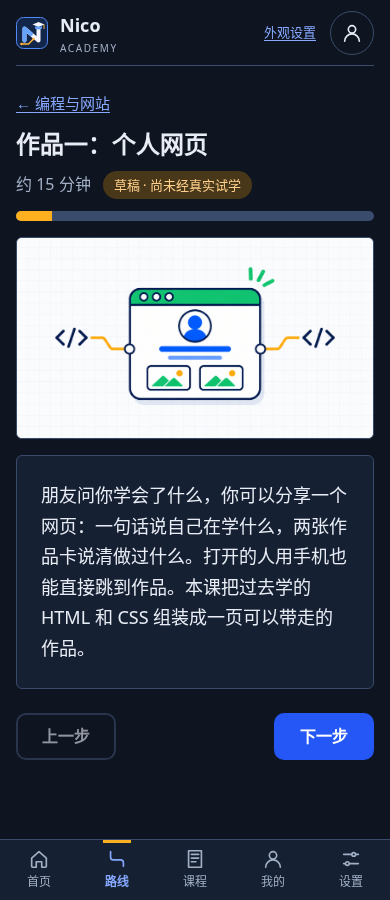 Nico
ACADEMY
外观设置
← 编程与网站
作品一：个人网页
约 15 分钟
草稿 · 尚未经真实试学
</>
</>
朋友问你学会了什么，你可以分享一个
网页：一句话说自己在学什么，两张作
品卡说清做过什么。打开的人用手机也
能直接跳到作品。本课把过去学的
HTML 和 CSS 组装成一页可以带走的
作品。
上一步
下一步
首页
路线
课程
我的
设置